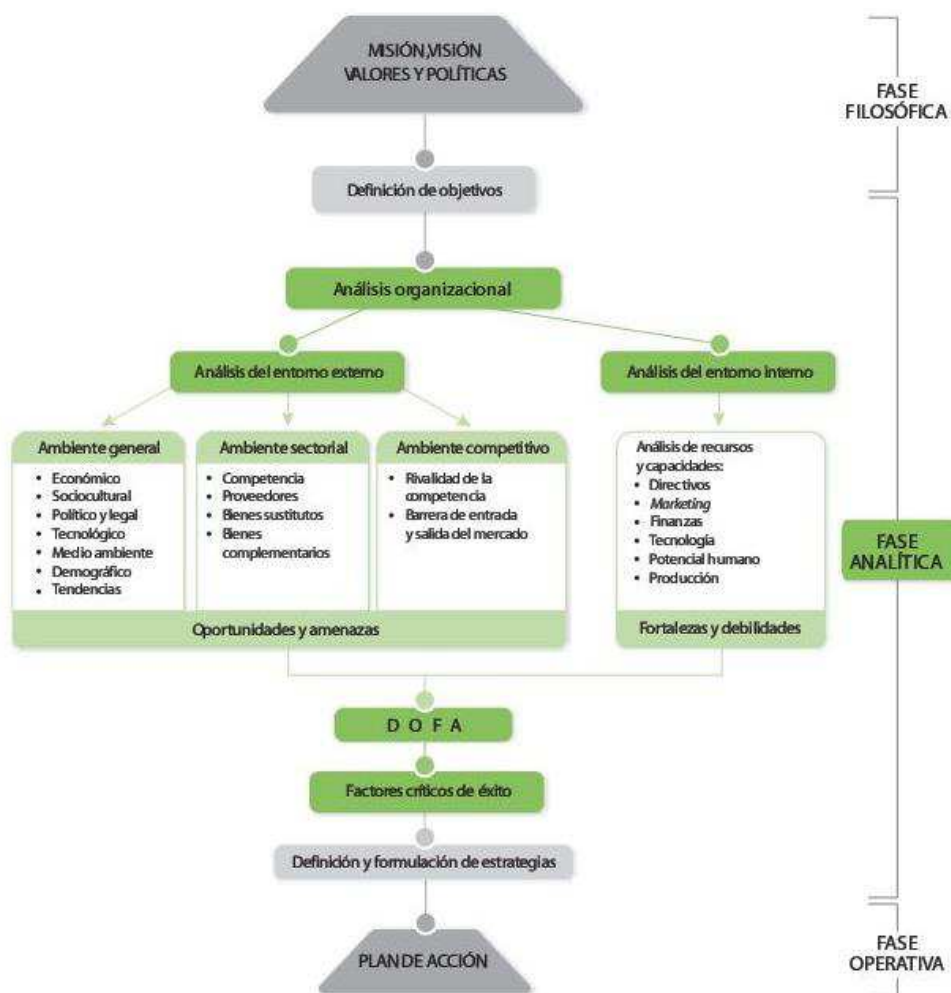 MISIÓN,VISIÓN
VALORES Y POLÍTICAS
FASE
FILOSÓFICA
Definición de objetivos
Análisis organizacional
Análisis del entorno externo
Análisis del entorno interno
Ambiente general
• Económico
• Sociocultural
• Político y legal
• Tecnológico
• Medio ambiente
• Demográfico
• Tendencias
Ambiente sectorial
• Competencia
• Proveedores
• Bienes sustitutos
• Bienes
complementarios
Ambiente competitivo
• Rivalidad de la
competencia
• Barrera de entrada
y salida del mercado
Oportunidades y amenazas
Análisis de recursos
y capacidades:
• Directivos
• Marketing
• Finanzas
• Tecnología
• Potencial humano
• Producción
Fortalezas y debilidades
FASE
ANALÍTICA
D O F A
Factores críticos de éxito
Definición y formulación de estrategias
PLAN DE ACCIÓN
FASE
OPERATIVA